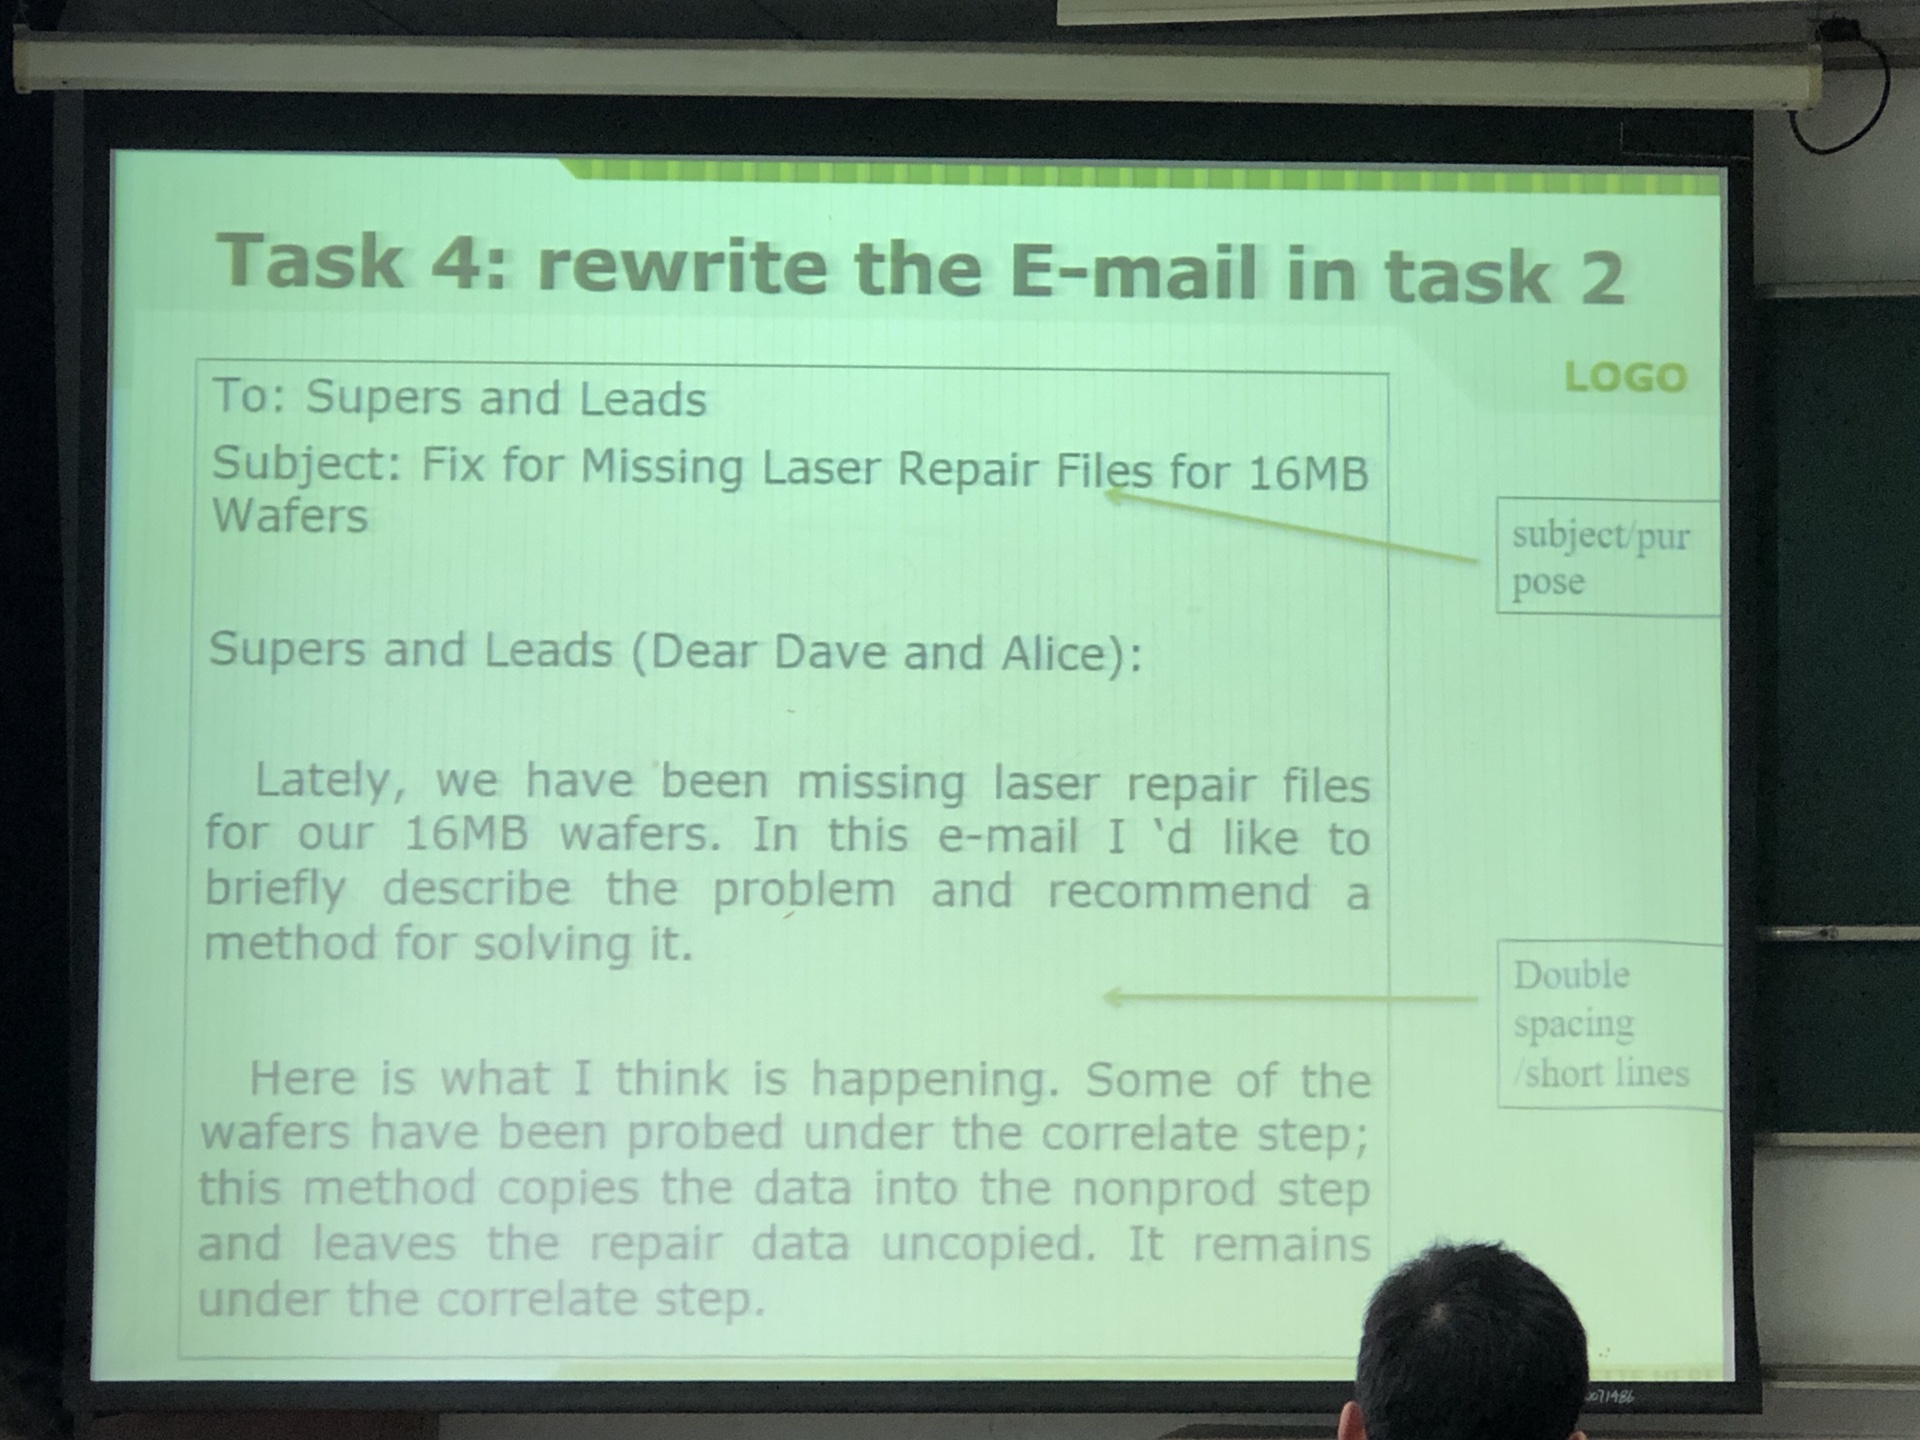 Task 4: rewrite the E-mail in task 2
LOGO
To: Supers and Leads
Subject: Fix for Missing Laser Repair Files for 16MB
Wafers
subject/pur
pose
Supers and Leads (Dear Dave and Alice):
Lately, we have been missing laser repair files
for our 16MB wafers. In this e-mail I ‘d like to
briefly describe the problem and recommend a
method for solving it.
Double
spacing
/short lines
Here is what I think is happening. Some of the
wafers have been probed under the correlate step;
this method copies the data into the nonprod step
and leaves the repair data uncopied. It remains
under the correlate step.